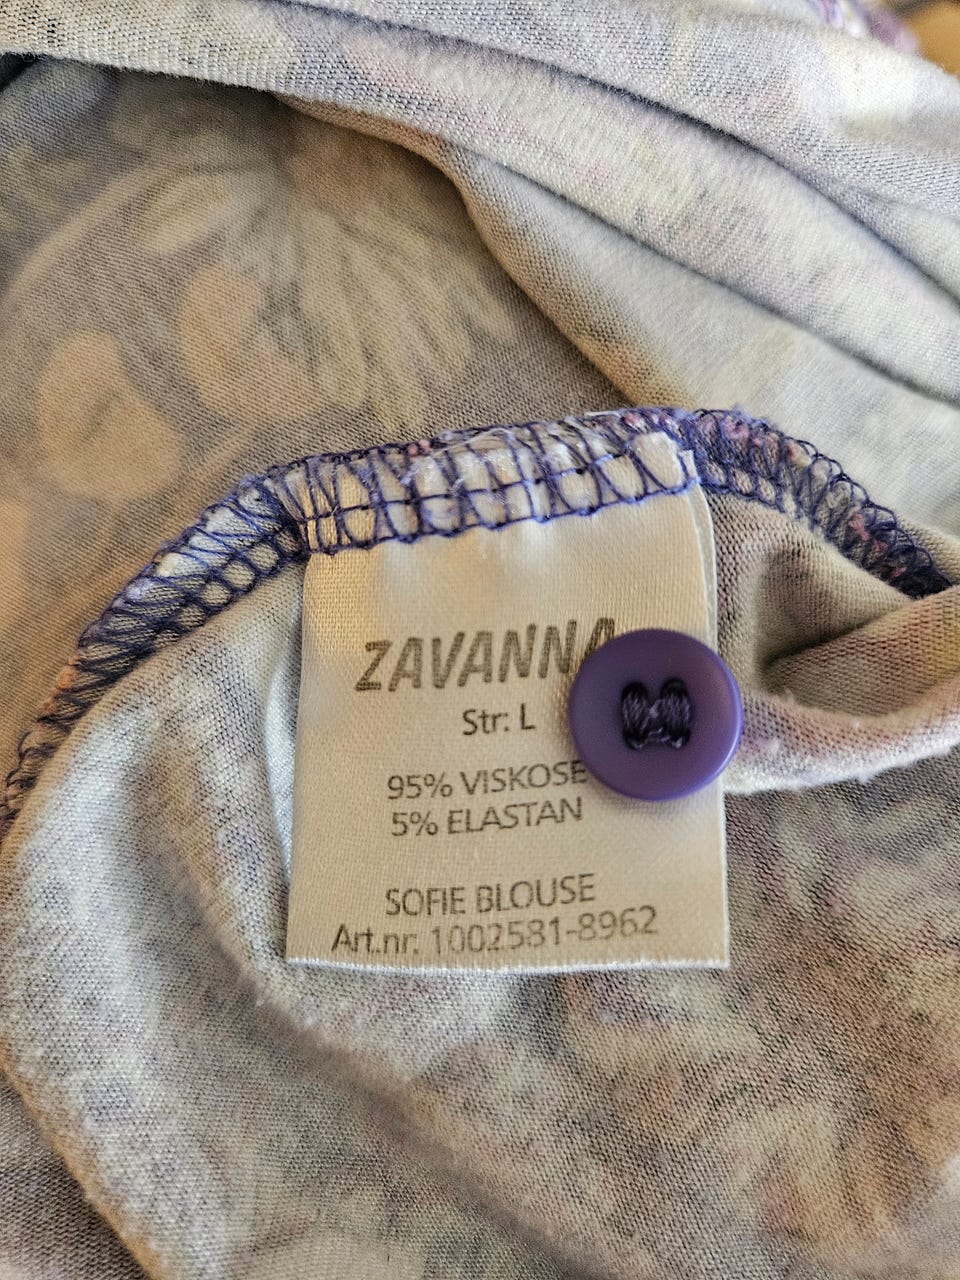 ZAVANNA
Str: L
95% VISKOSE
5% ELASTAN
SOFIE BLOUSE
Art.nr. 1002581-8962